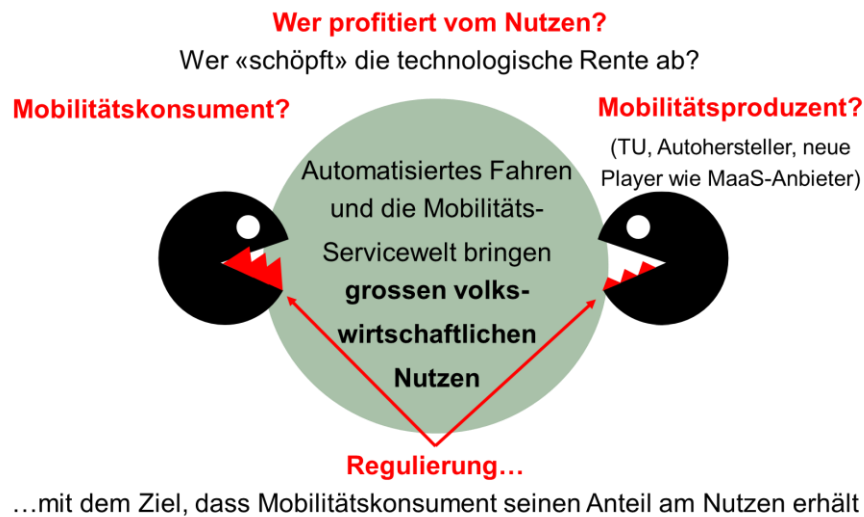 Wer profitiert vom Nutzen?
Wer «schöpft» die technologische Rente ab?
Mobilitätskonsument?
Mobilitätsproduzent?
(TU, Autohersteller, neue
Player wie MaaS-Anbieter)
Automatisiertes Fahren
und die Mobilitäts-
Servicewelt bringen
grossen volks-
wirtschaftlichen
Nutzen
Regulierung…
…mit dem Ziel, dass Mobilitätskonsument seinen Anteil am Nutzen erhält